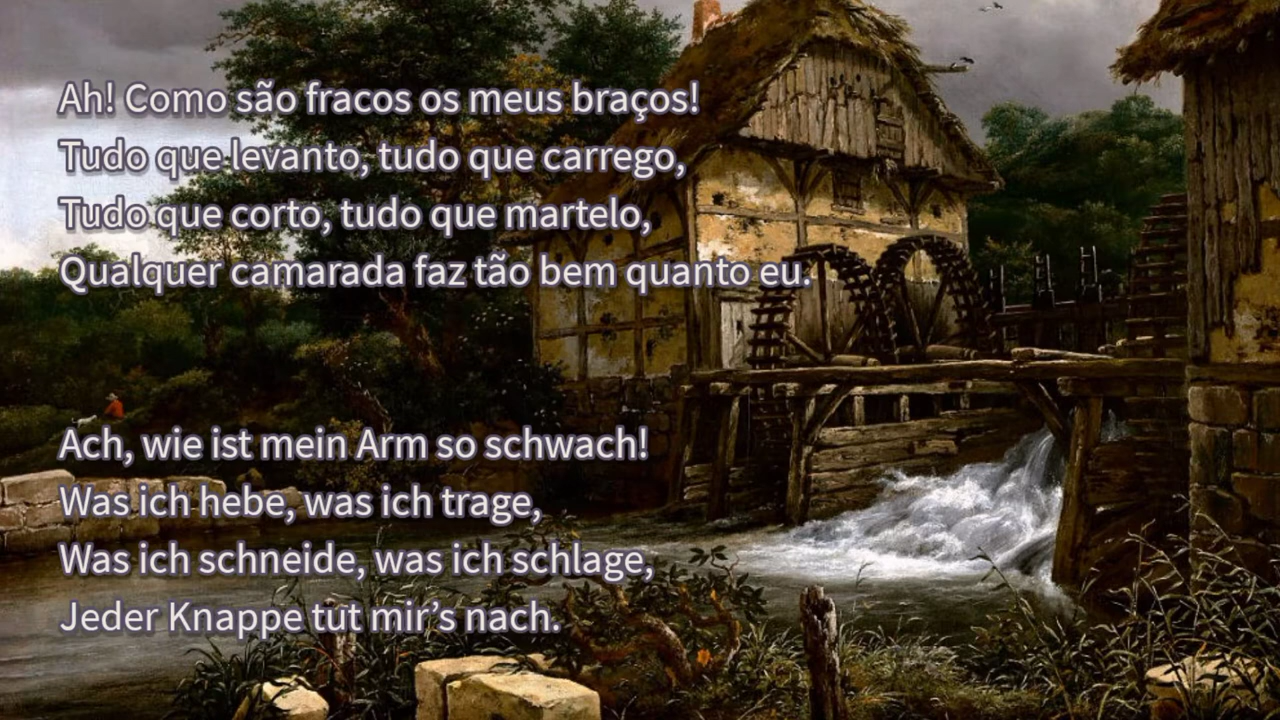 Ah! Como são fracos os meus braços!
Tudo que levanto, tudo que carrego,
Tudo que corto, tudo que martelo,
Qualquer camarada faz tão bem quanto eu.
Ach, wie ist mein Arm so schwach!
Was ich hebe, was ich trage,
Was ich schneide, was ich schlage,
Jeder Knappe tut mir’s nach.